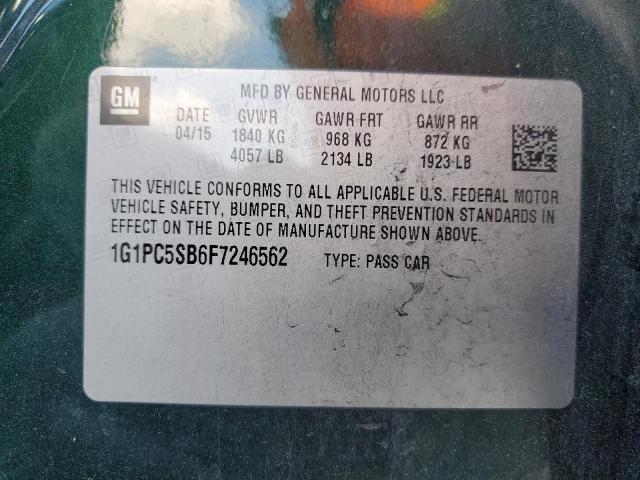 GM
MFD BY GENERAL MOTORS LLC
DATE GVWR GAWR FRT GAWR RR
04/15 1840 KG 968 KG 872 KG
4057 LB 2134 LB 1923 LB
THIS VEHICLE CONFORMS TO ALL APPLICABLE U.S. FEDERAL MOTOR
VEHICLE SAFETY, BUMPER, AND THEFT PREVENTION STANDARDS IN
EFFECT ON THE DATE OF MANUFACTURE SHOWN ABOVE.
1G1PC5SB6F7246562 TYPE: PASS CAR